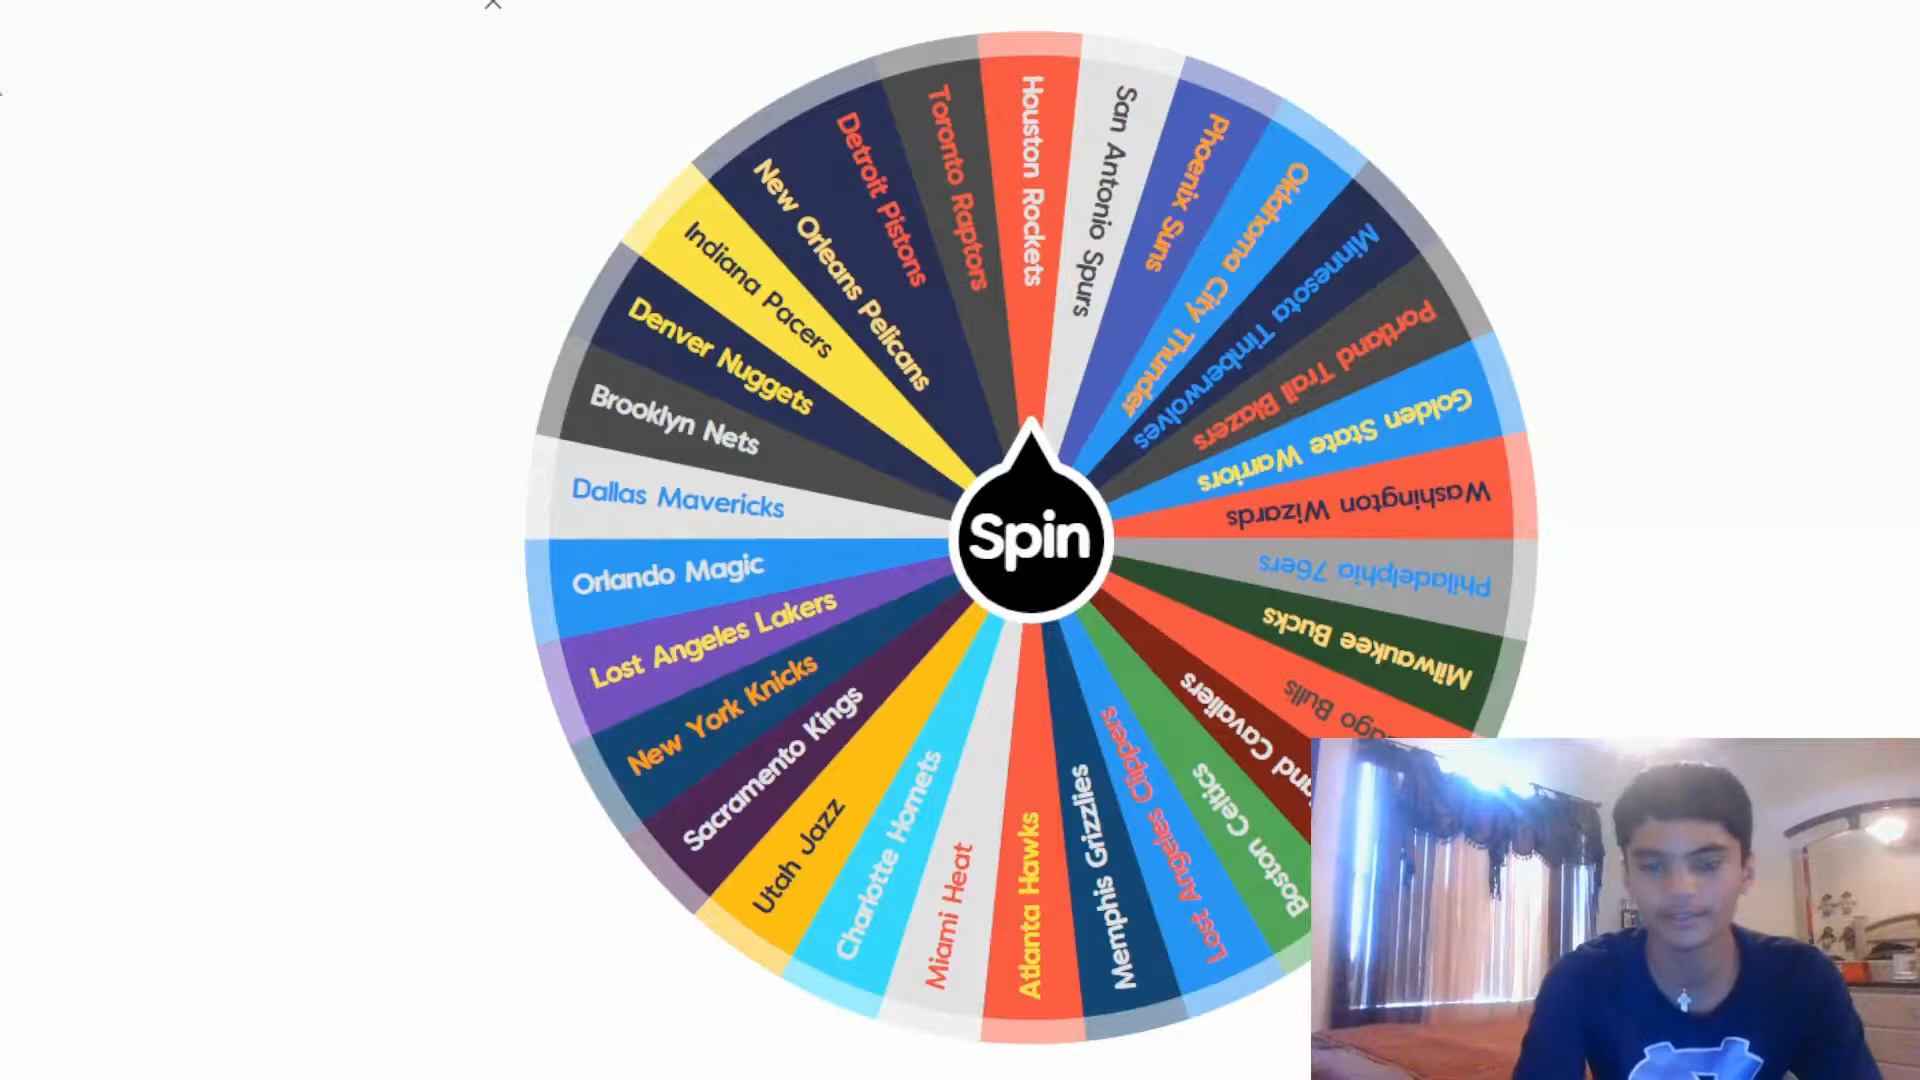 Houston Rockets
San Antonio Spurs
Phoenix Suns
Oklahoma City Thunder
Minnesota Timberwolves
Portland Trail Blazers
Golden State Warriors
Washington Wizards
Philadelphia 76ers
Milwaukee Bucks
ago Bulls
and Cavaliers
Boston Celtics
Lost Angeles Clippers
Memphis Grizzlies
Atlanta Hawks
Miami Heat
Charlotte Hornets
Utah Jazz
Sacramento Kings
New York Knicks
Lost Angeles Lakers
Orlando Magic
Dallas Mavericks
Brooklyn Nets
Denver Nuggets
Indiana Pacers
New Orleans Pelicans
Detroit Pistons
Toronto Raptors
Spin